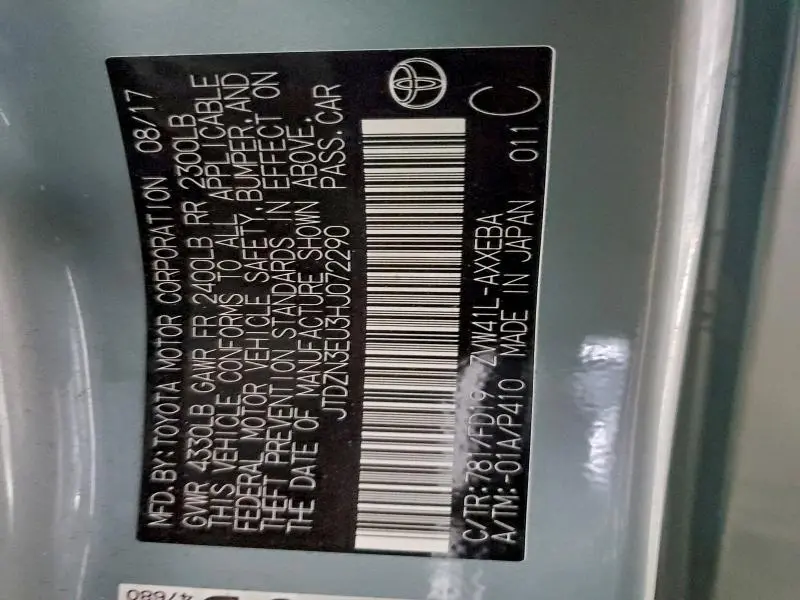 MFD. BY: TOYOTA MOTOR CORPORATION 08/17
GVWR 4330LB GAWR FR 2400LB RR 2300LB
THIS VEHICLE CONFORMS TO ALL APPLICABLE
FEDERAL MOTOR VEHICLE SAFETY, BUMPER, AND
THEFT PREVENTION STANDARDS IN EFFECT ON
THE DATE OF MANUFACTURE SHOWN ABOVE.
JTDZN3EU3HJ072290 PASS. CAR
C/TR: 781/FD19 ZVW41L-AXXEBA
A/TM: -01A/P410 MADE IN JAPAN 011 C
47680